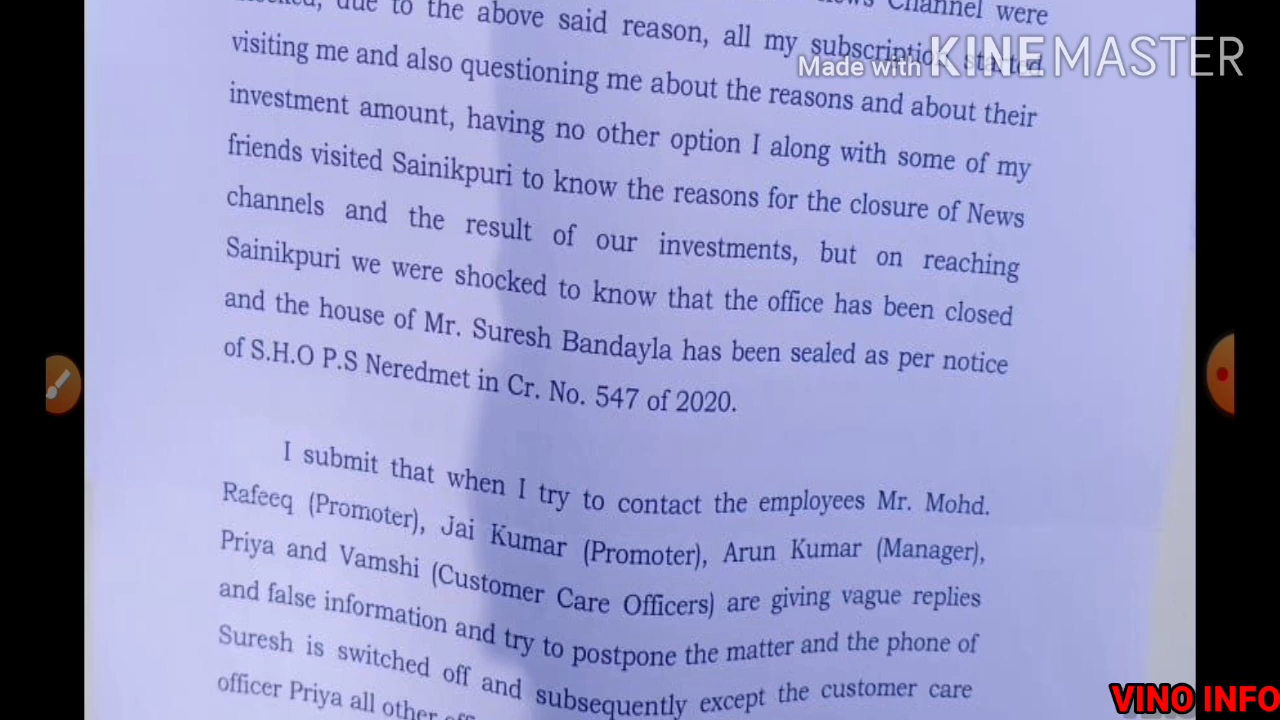 Channel were
due to the above said reason, all my subscription started
visiting me and also questioning me about the reasons and about their
investment amount, having no other option I along with some of my
friends visited Sainikpuri to know the reasons for the closure of News
channels and the result of our investments, but on reaching
Sainikpuri we were shocked to know that the office has been closed
and the house of Mr. Suresh Bandayla has been sealed as per notice
of S.H.O P.S Neredmet in Cr. No. 547 of 2020.
I submit that when I try to contact the employees Mr. Mohd.
Rafeeq (Promoter), Jai Kumar (Promoter), Arun Kumar (Manager),
Priya and Vamshi (Customer Care Officers) are giving vague replies
and false information and try to postpone the matter and the phone of
Suresh is switched off and subsequently except the customer care
officer Priya all other
Made with KINEMASTER
VINO INFO